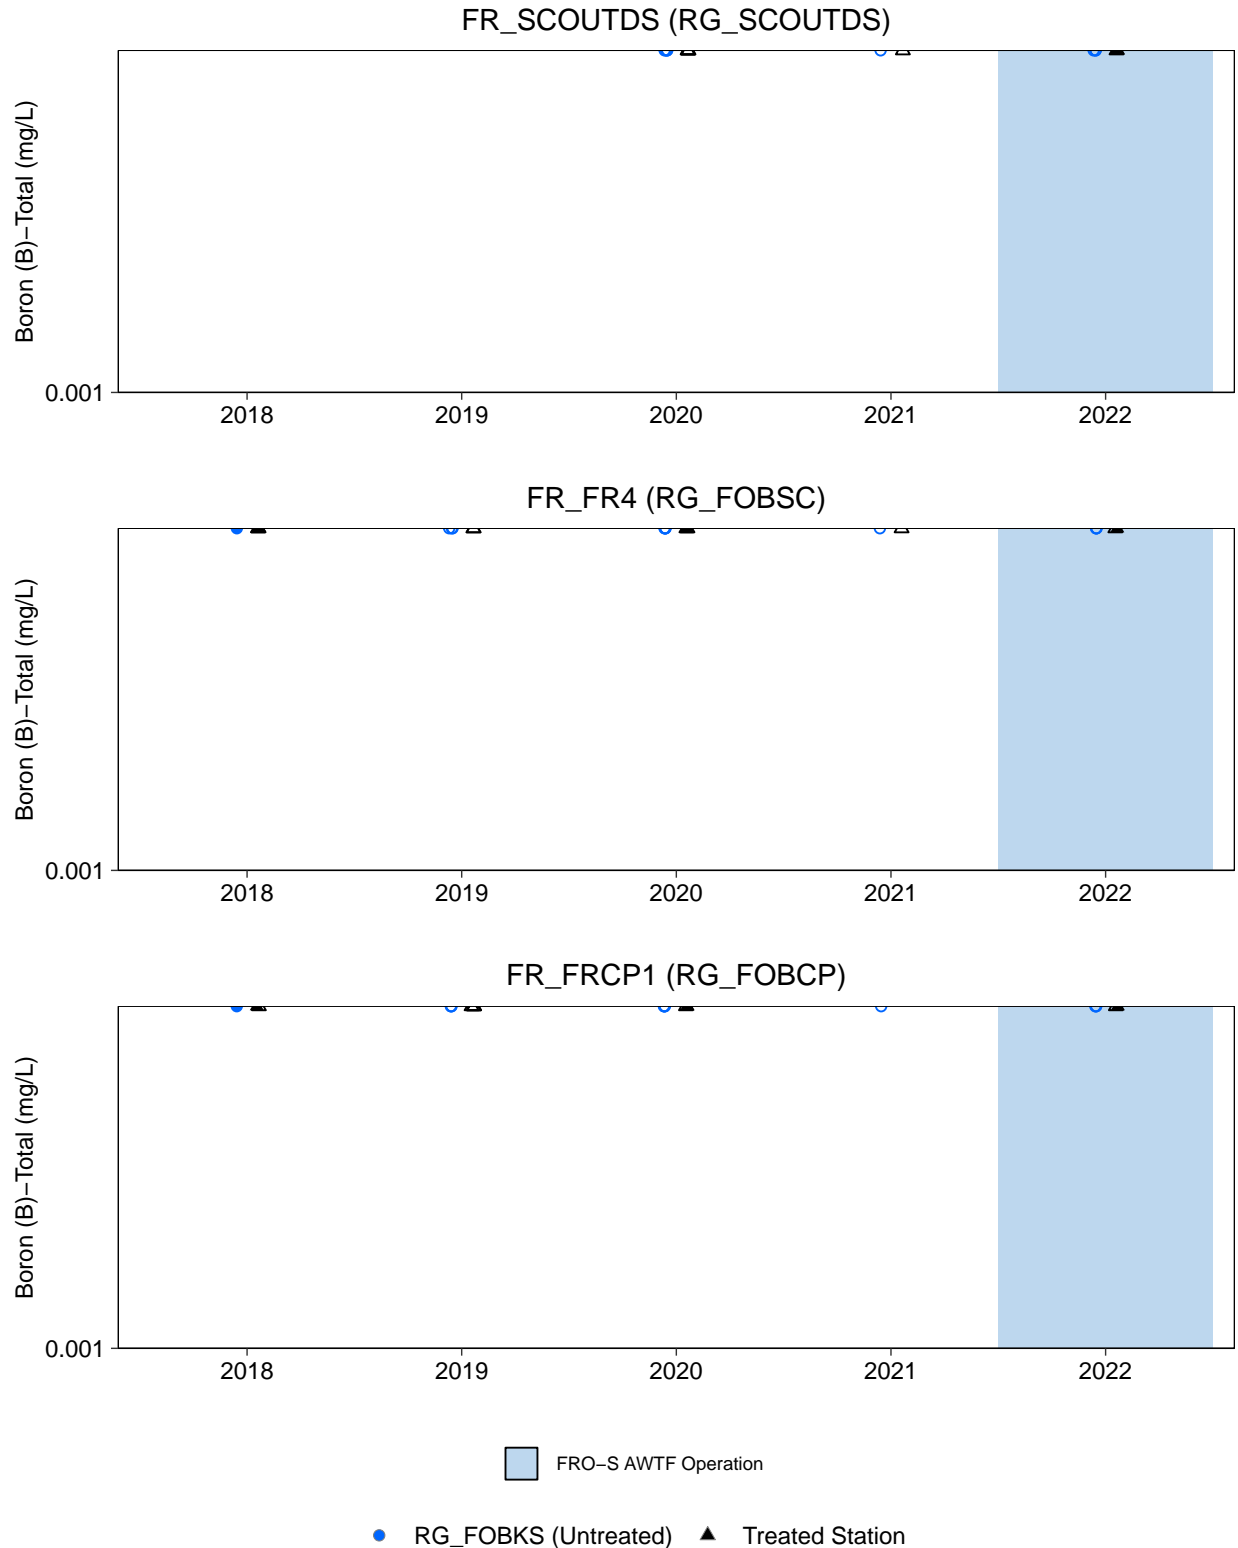 FR_SCOUTDS (RG_SCOUTDS)
Boron (B)−Total (mg/L)
0.001
2018 2019 2020 2021 2022
FR_FR4 (RG_FOBSC)
Boron (B)−Total (mg/L)
0.001
2018 2019 2020 2021 2022
FR_FRCP1 (RG_FOBCP)
Boron (B)−Total (mg/L)
0.001
2018 2019 2020 2021 2022
FRO−S AWTF Operation
RG_FOBKS (Untreated) Treated Station